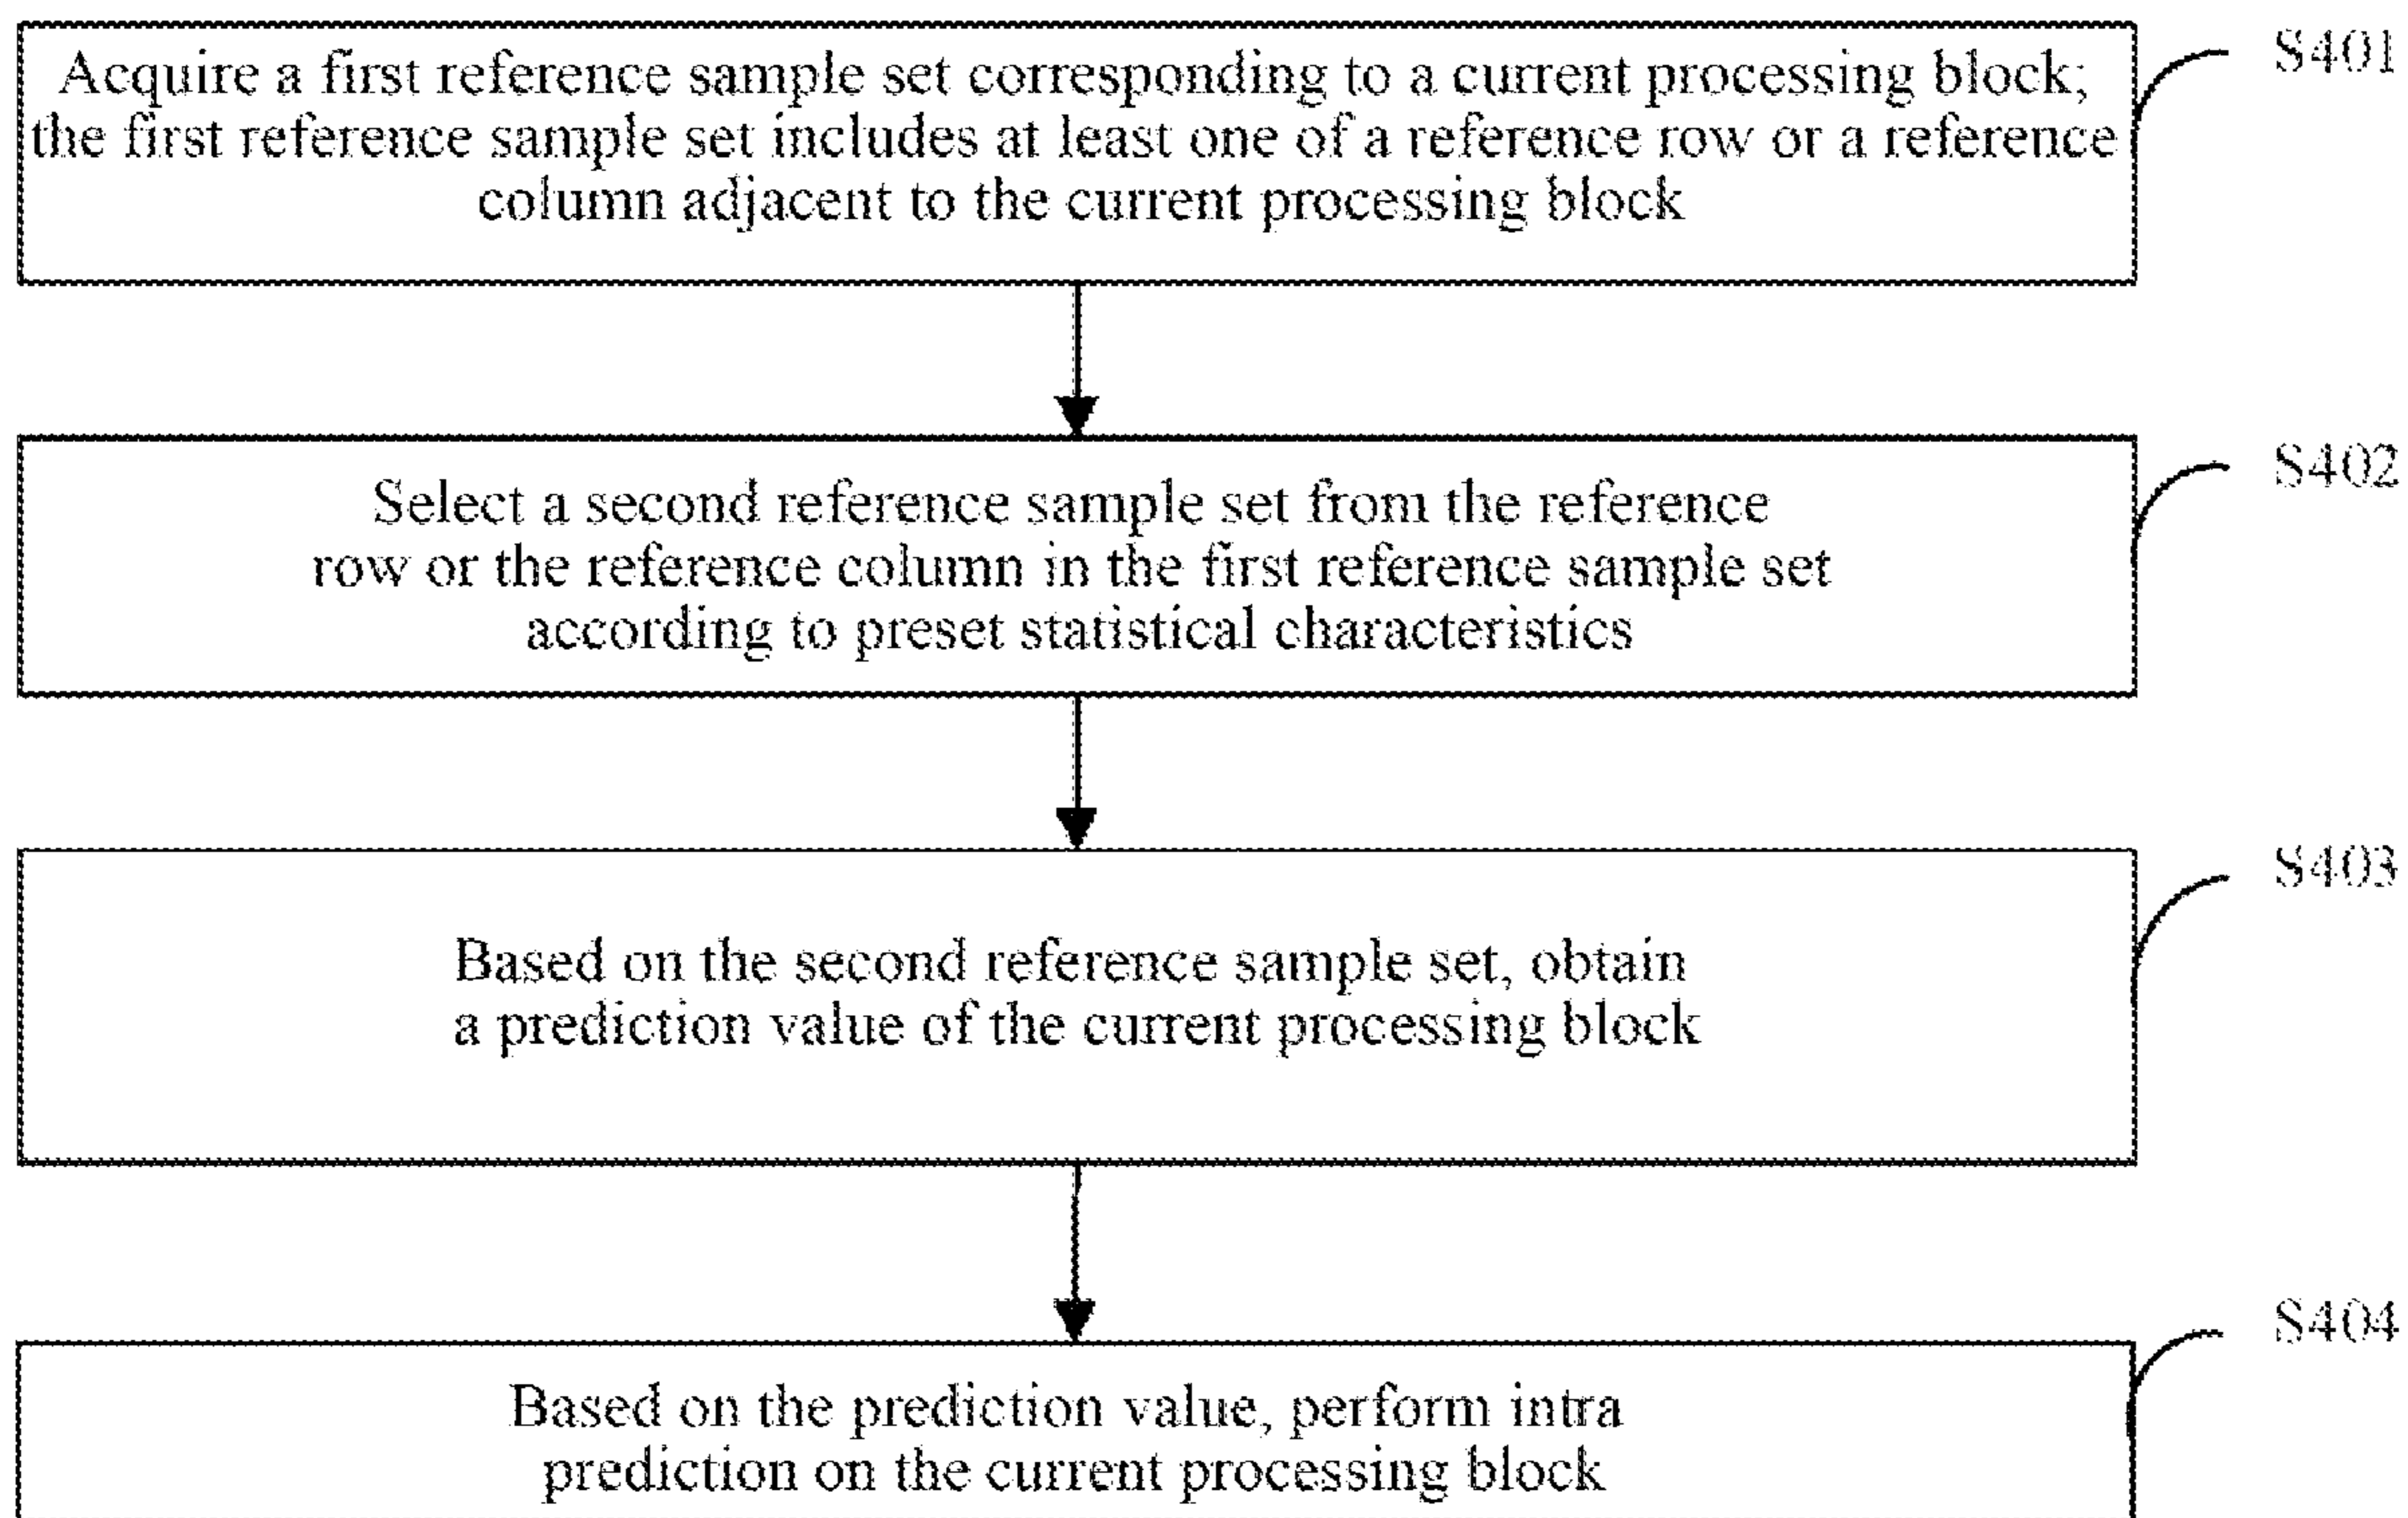 Acquire a first reference sample set corresponding to a current processing block;
the first reference sample set includes at least one of a reference row or a reference
column adjacent to the current processing block
S401
Select a second reference sample set from the reference
row or the reference column in the first reference sample set
according to preset statistical characteristics
S402
Based on the second reference sample set, obtain
a prediction value of the current processing block
S403
Based on the prediction value, perform intra
prediction on the current processing block
S404